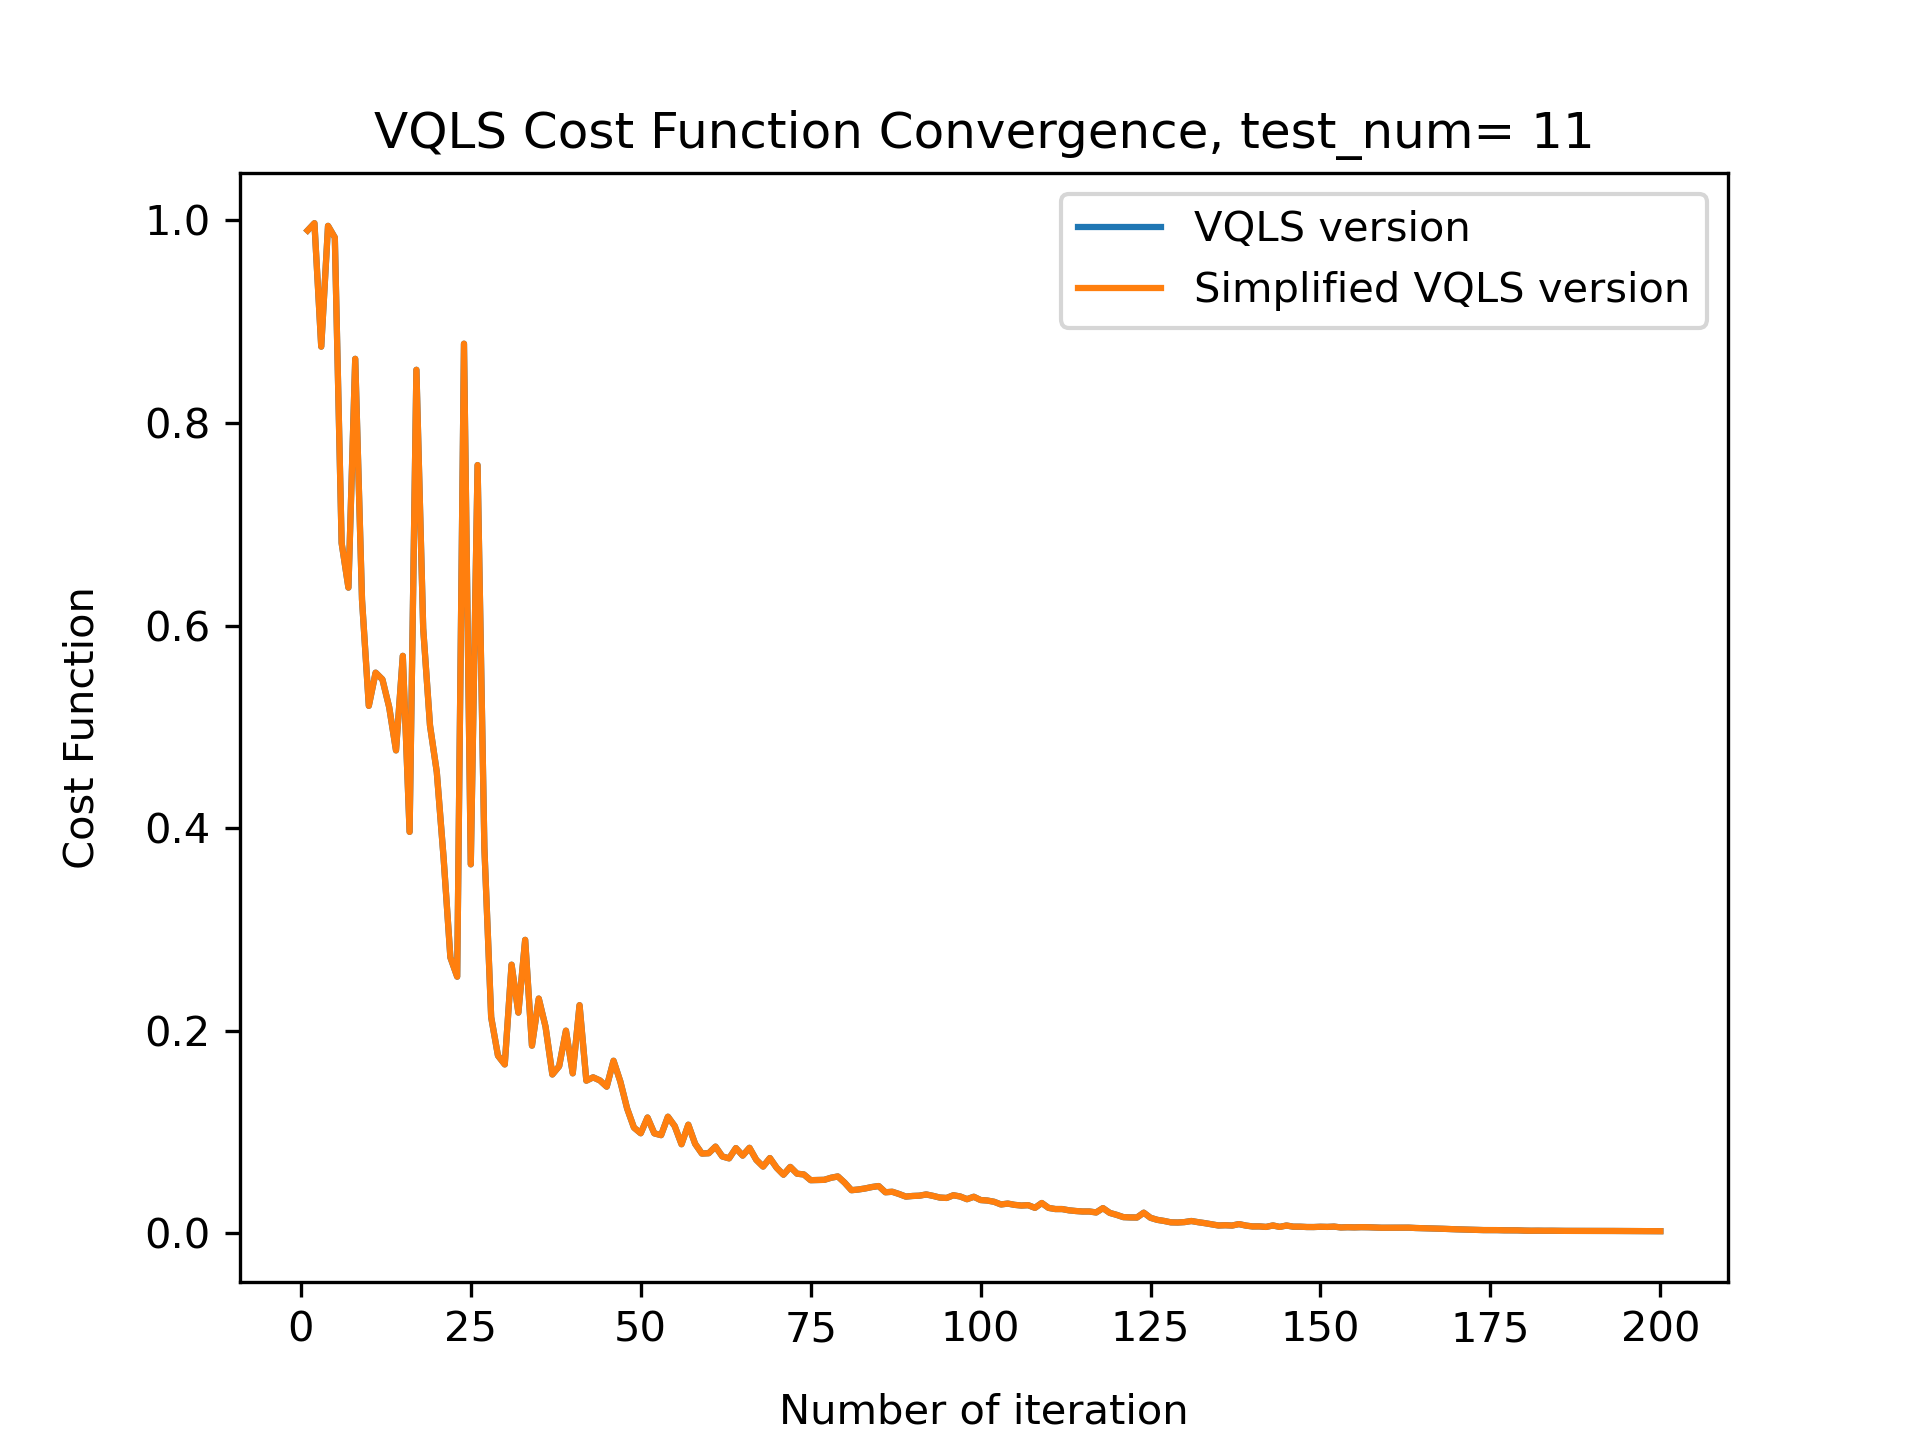 VQLS Cost Function Convergence, test_num= 11
VQLS version
Simplified VQLS version
1.0
0.8
0.6
0.4
0.2
0.0
Cost Function
0 25 50 75 100 125 150 175 200
Number of iteration